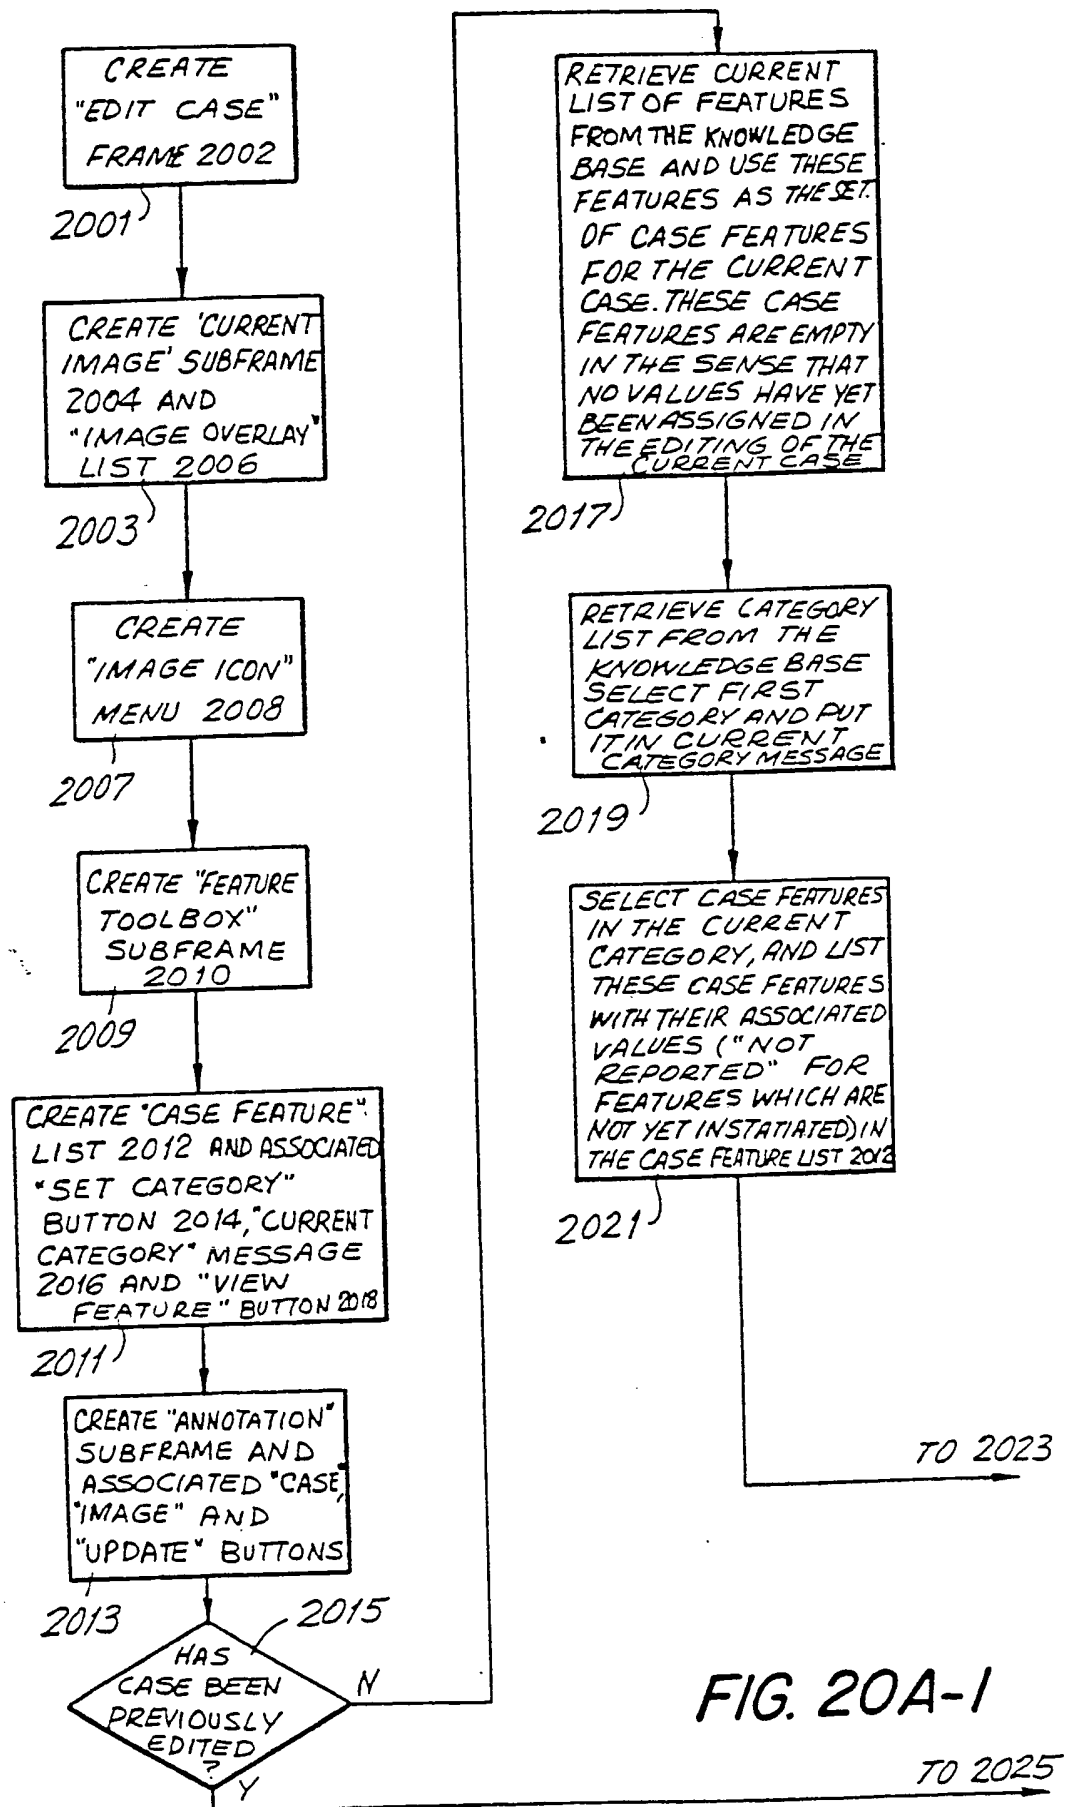 CREATE
"EDIT CASE"
FRAME 2002
2001
CREATE 'CURRENT
IMAGE' SUBFRAME
2004 AND
"IMAGE OVERLAY"
LIST 2006
2003
CREATE
"IMAGE ICON"
MENU 2008
2007
CREATE "FEATURE
TOOLBOX"
SUBFRAME
2010
2009
CREATE "CASE FEATURE"
LIST 2012 AND ASSOCIATED
"SET CATEGORY"
BUTTON 2014, "CURRENT
CATEGORY" MESSAGE
2016 AND "VIEW
FEATURE" BUTTON 2018
2011
CREATE "ANNOTATION"
SUBFRAME AND
ASSOCIATED "CASE,"
"IMAGE" AND
"UPDATE" BUTTONS
2013
2015
HAS
CASE BEEN
PREVIOUSLY
EDITED
?
N
Y
RETRIEVE CURRENT
LIST OF FEATURES
FROM THE KNOWLEDGE
BASE AND USE THESE
FEATURES AS THE SET
OF CASE FEATURES
FOR THE CURRENT
CASE. THESE CASE
FEATURES ARE EMPTY
IN THE SENSE THAT
NO VALUES HAVE YET
BEEN ASSIGNED IN
THE EDITING OF THE
CURRENT CASE
2017
RETRIEVE CATEGORY
LIST FROM THE
KNOWLEDGE BASE
SELECT FIRST
CATEGORY AND PUT
IT IN CURRENT
CATEGORY MESSAGE
2019
SELECT CASE FEATURES
IN THE CURRENT
CATEGORY, AND LIST
THESE CASE FEATURES
WITH THEIR ASSOCIATED
VALUES ("NOT
REPORTED" FOR
FEATURES WHICH ARE
NOT YET INSTATIATED) IN
THE CASE FEATURE LIST 2012
2021
TO 2023
FIG. 20A-1
TO 2025